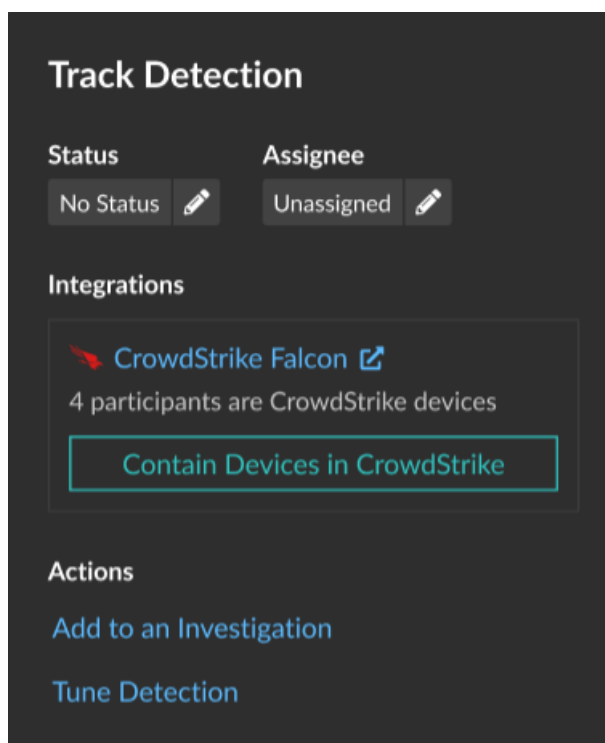 Track Detection
Status Assignee
No Status Unassigned
Integrations
CrowdStrike Falcon
4 participants are CrowdStrike devices
Contain Devices in CrowdStrike
Actions
Add to an Investigation
Tune Detection